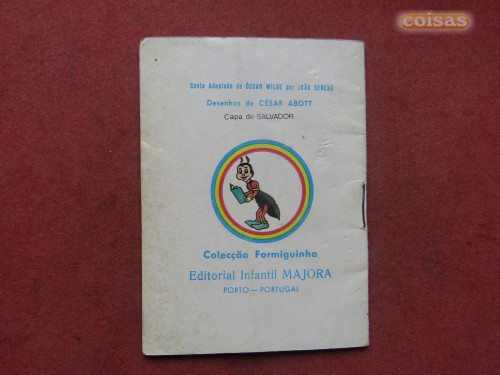 coisas
Conto Adaptado de ÓSCAR WILDE por JOÃO SEREAS
Desenhos de CÉSAR ABOTT
Capa de SALVADOR
Colecção Formiguinha
Editorial Infantil MAJORA
PORTO — PORTUGAL